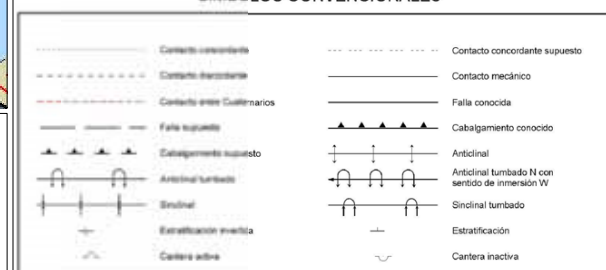 CONVENCIONALES
Contacto concordante
Contacto discordante
Contacto entre Cuaternarios
Falla supuesta
Cabalgamiento supuesto
Anticlinal tumbado
Sinclinal
Estratificación invertida
Cantera activa
Contacto concordante supuesto
Contacto mecánico
Falla conocida
Cabalgamiento conocido
Anticlinal
Anticlinal tumbado N con
sentido de inmersión W
Sinclinal tumbado
Estratificación
Cantera inactiva